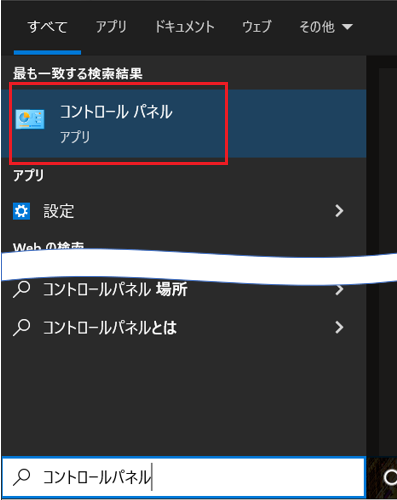 すべて アプリ ドキュメント ウェブ その他
最も一致する検索結果
コントロール パネル
アプリ
アプリ
設定
Web の検索
コントロールパネル 場所
コントロールパネルとは
コントロールパネル